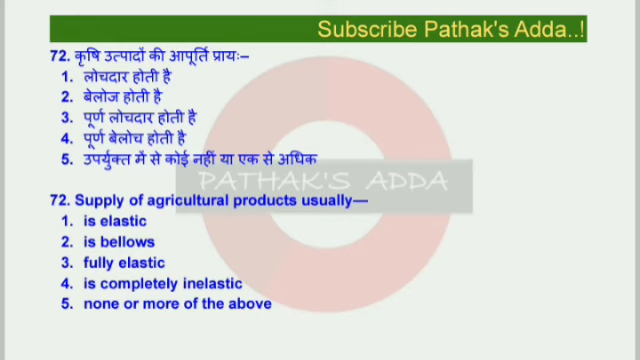 Subscribe Pathak's Adda..!
72. कृषि उत्पादों की आपूर्ति प्रायः–
1. लोचदार होती है
2. बेलोज होती है
3. पूर्ण लोचदार होती है
4. पूर्ण बेलोच होती है
5. उपर्युक्त में से कोई नहीं या एक से अधिक
PATHAK'S ADDA
72. Supply of agricultural products usually—
1. is elastic
2. is bellows
3. fully elastic
4. is completely inelastic
5. none or more of the above